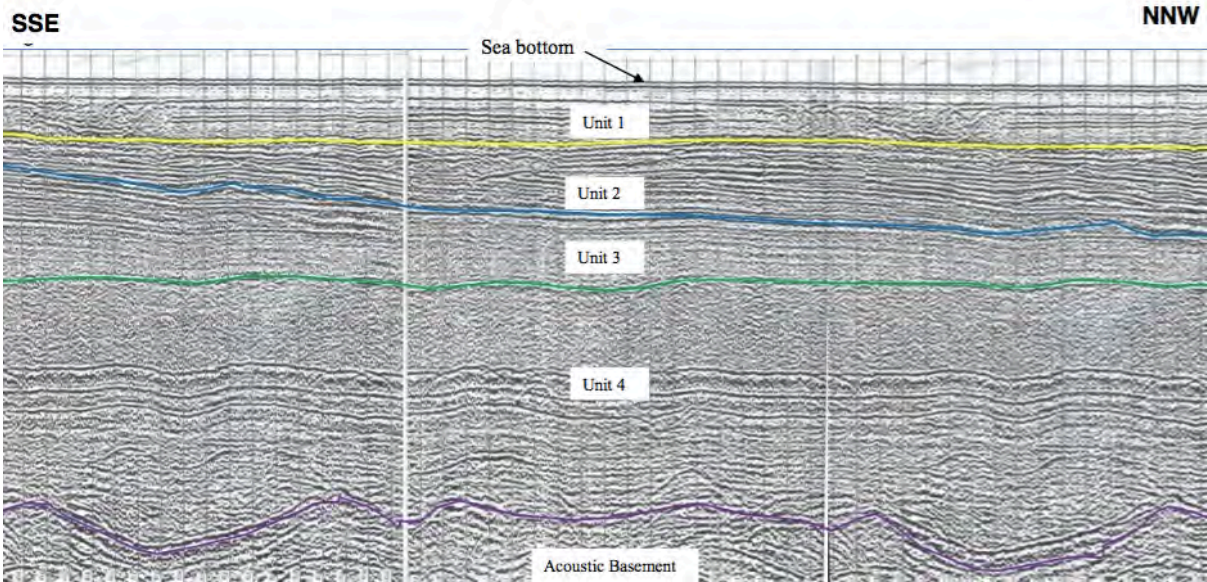 SSE
NNW
Sea bottom
Unit 1
Unit 2
Unit 3
Unit 4
Acoustic Basement